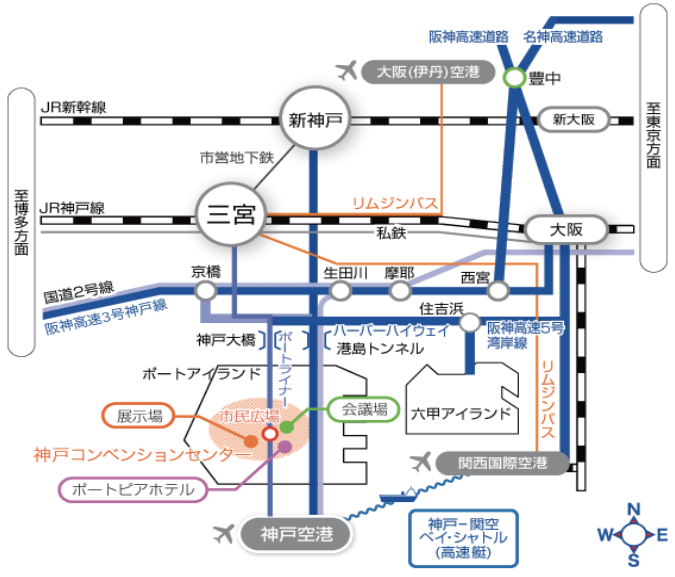 阪神高速道路
名神高速道路
大阪(伊丹)空港
豊中
至東京方面
JR新幹線
新神戸
新大阪
市営地下鉄
至博多方面
JR神戸線
三宮
リムジンバス
私鉄
大阪
京橋
生田川
摩耶
西宮
国道2号線
阪神高速3号神戸線
住吉浜
神戸大橋
ポートライナー
ハーバーハイウェイ
港島トンネル
阪神高速5号
湾岸線
リムジンバス
ポートアイランド
六甲アイランド
展示場
市民広場
会議場
神戸コンベンションセンター
ポートピアホテル
関西国際空港
神戸空港
神戸-関空
ベイ・シャトル
(高速艇)
N
W
E
S